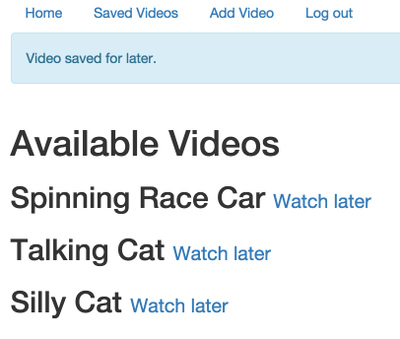 Home Saved Videos Add Video Log out
Video saved for later.
Available Videos
Spinning Race Car Watch later
Talking Cat Watch later
Silly Cat Watch later